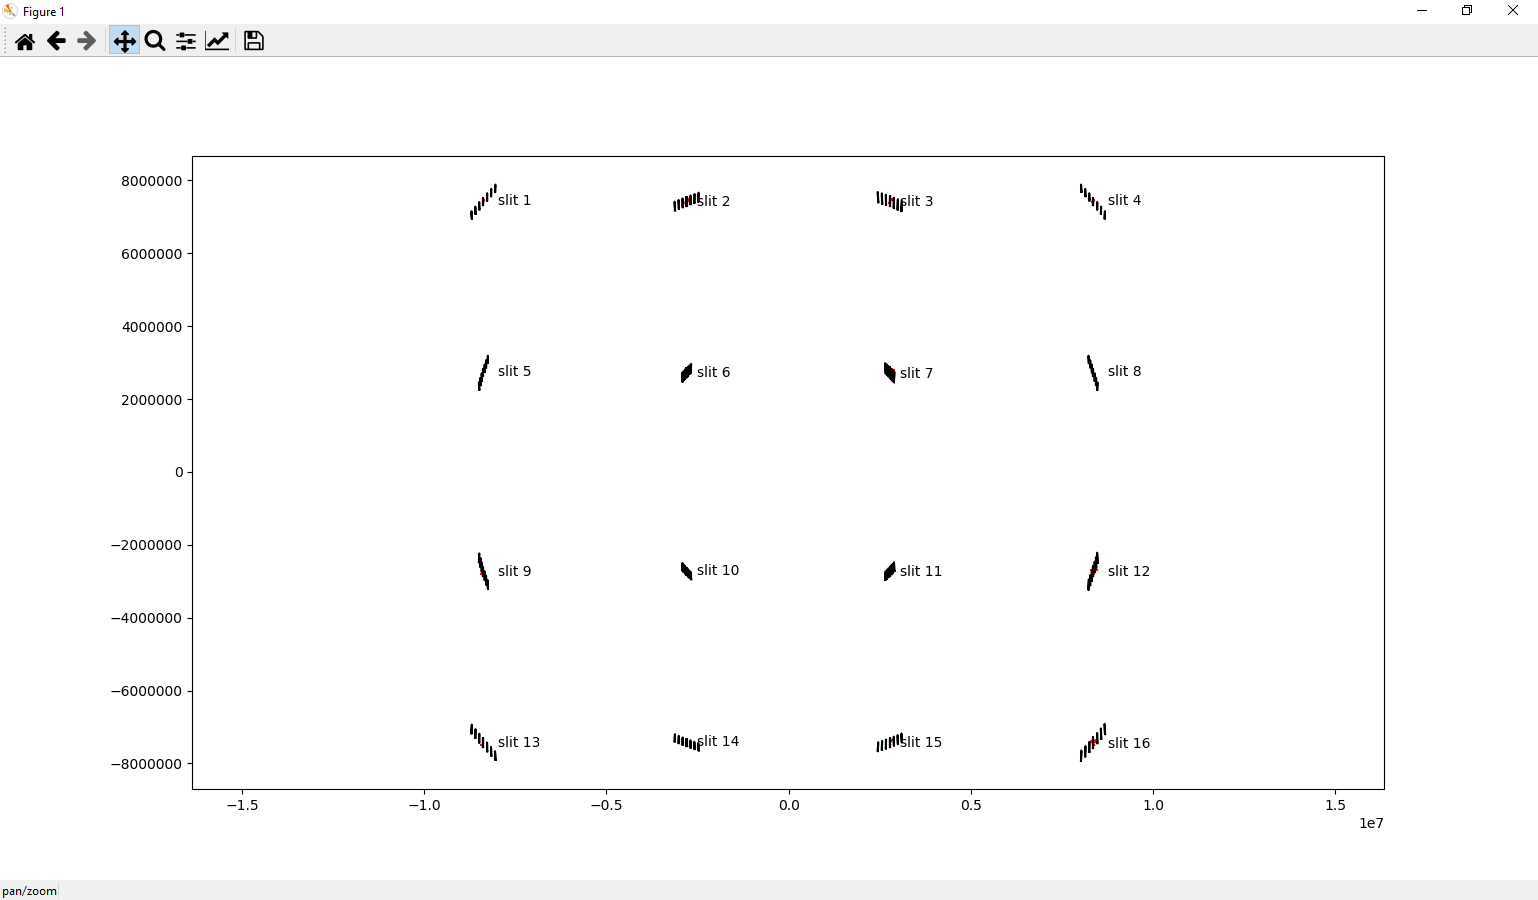 Figure 1
8000000
slit 1
slit 2
slit 3
slit 4
6000000
4000000
slit 5
slit 6
slit 7
slit 8
2000000
0
−2000000
slit 9
slit 10
slit 11
slit 12
−4000000
−6000000
slit 13
slit 14
slit 15
slit 16
−8000000
−1.5
−1.0
−0.5
0.0
0.5
1.0
1.5
1e7
pan/zoom